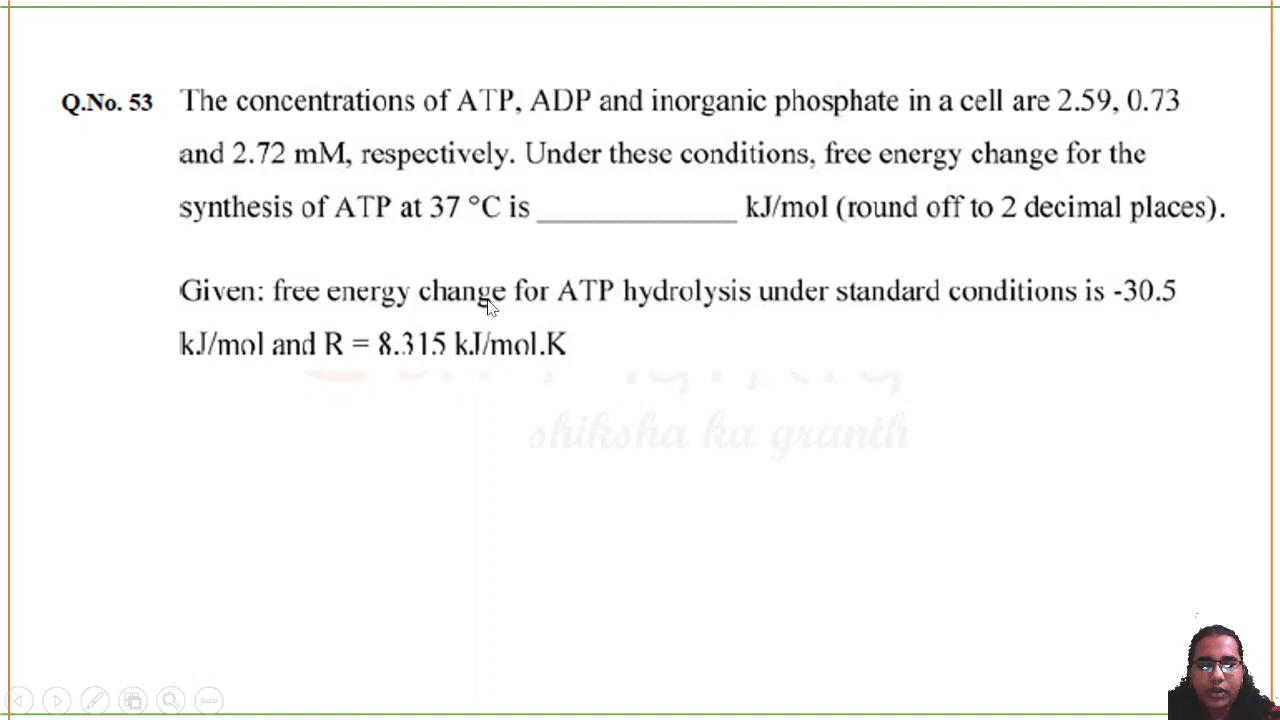 Q.No. 53 The concentrations of ATP, ADP and inorganic phosphate in a cell are 2.59, 0.73
and 2.72 mM, respectively. Under these conditions, free energy change for the
synthesis of ATP at 37 °C is ______________ kJ/mol (round off to 2 decimal places).
Given: free energy change for ATP hydrolysis under standard conditions is -30.5
kJ/mol and R = 8.315 kJ/mol.K
shiksha ka granth